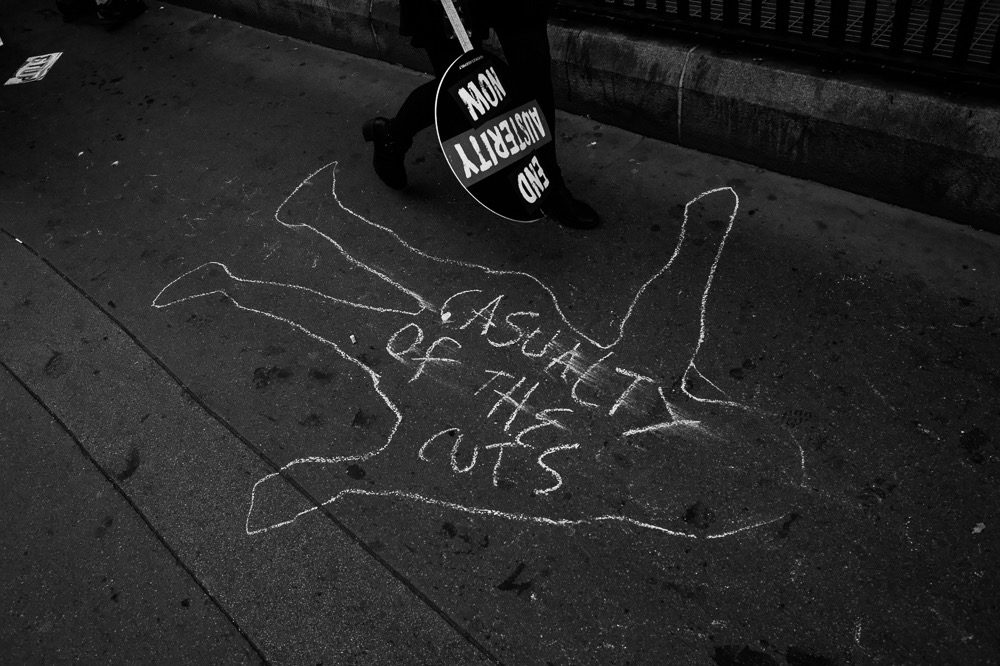 END
AUSTERITY
NOW
CASUALTY
OF THE
CUTS